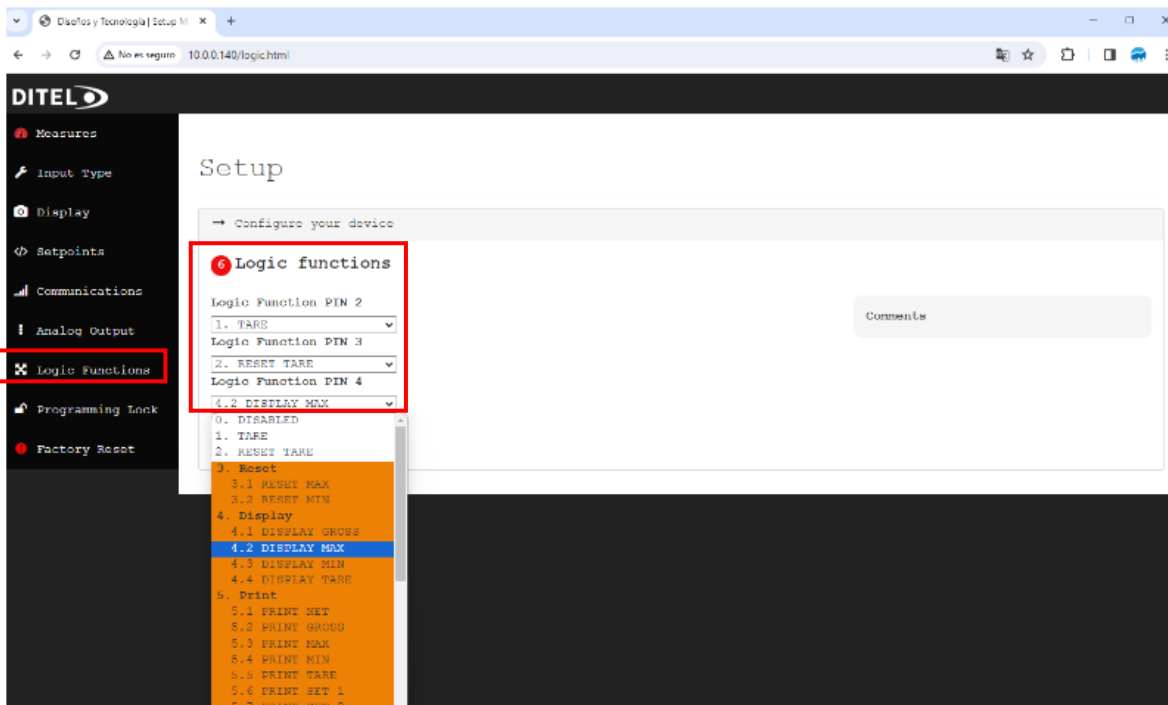 Diseños y Tecnología | Setup M
No es seguro 10.0.0.140/logic.html
DITEL
Measures
Input Type
Display
Setpoints
Communications
Analog Output
Logic Functions
Programming Lock
Factory Reset
Setup
→ Configure your device
6 Logic functions
Logic Function PIN 2
1. TARE
Logic Function PIN 3
2. RESET TARE
Logic Function PIN 4
4.2 DISPLAY MAX
0. DISABLED
1. TARE
2. RESET TARE
3. Reset
3.1 RESET MAX
3.2 RESET MIN
4. Display
4.1 DISPLAY GROSS
4.2 DISPLAY MAX
4.3 DISPLAY MIN
4.4 DISPLAY TARE
5. Print
5.1 PRINT NET
5.2 PRINT GROSS
5.3 PRINT MAX
5.4 PRINT MIN
5.5 PRINT TARE
5.6 PRINT SET 1
Comments